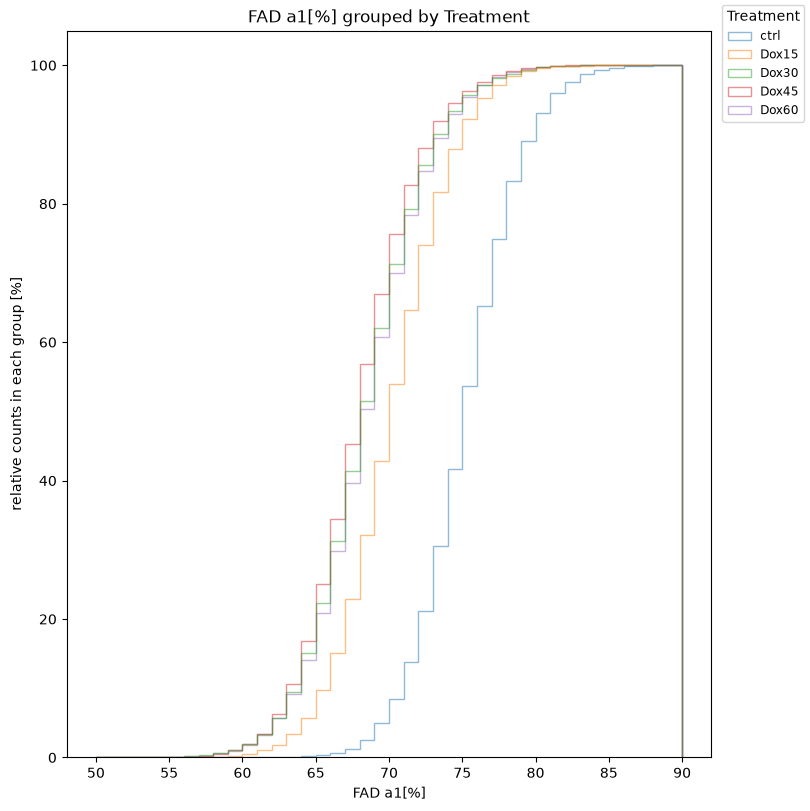 FAD a1[%] grouped by Treatment
Treatment
ctrl
Dox15
Dox30
Dox45
Dox60
relative counts in each group [%]
100
80
60
40
20
0
50 55 60 65 70 75 80 85 90
FAD a1[%]